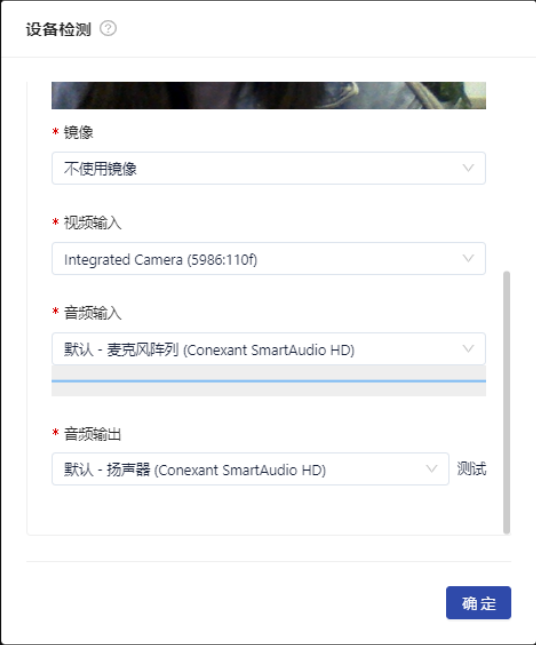 设备检测
* 镜像
不使用镜像
* 视频输入
Integrated Camera (5986:110f)
* 音频输入
默认 - 麦克风阵列 (Conexant SmartAudio HD)
* 音频输出
默认 - 扬声器 (Conexant SmartAudio HD) 测试
确定